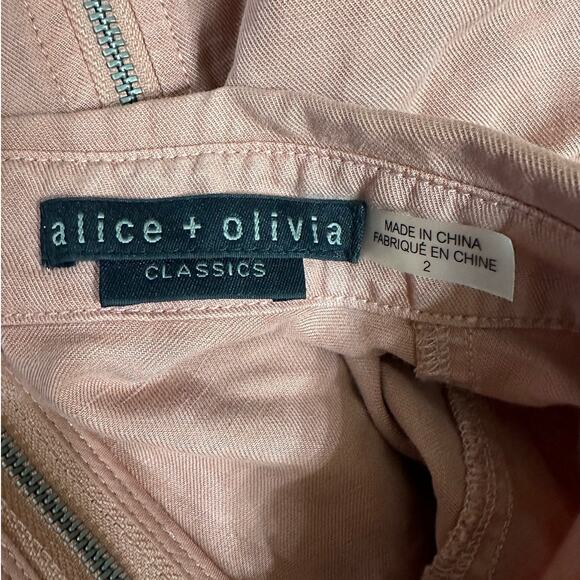 alice + olivia
CLASSICS
MADE IN CHINA
FABRIQUÉ EN CHINE
2